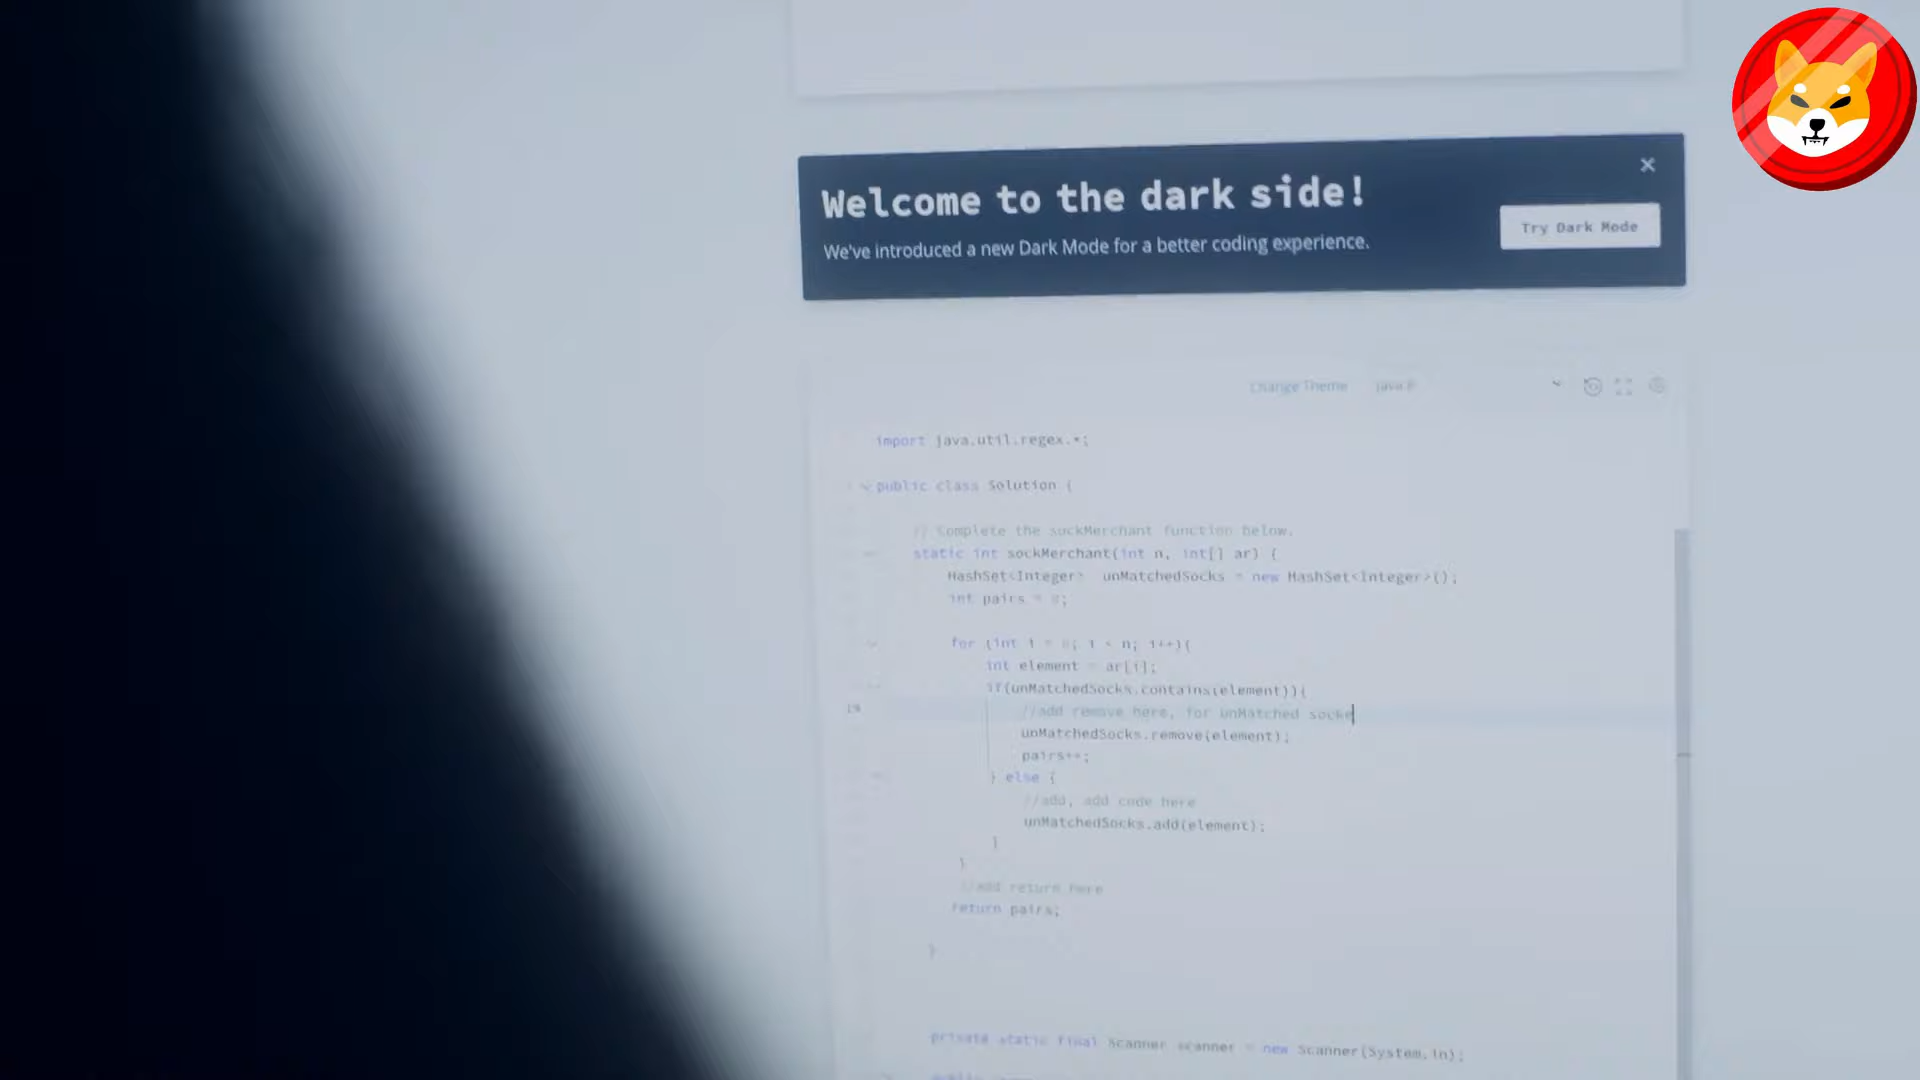 Welcome to the dark side!
We've introduced a new Dark Mode for a better coding experience.
Try Dark Mode
Change Theme
import java.util.regex.*;
public class Solution {
// Complete the sockMerchant function below.
static int sockMerchant(int n, int[] ar) {
HashSet<Integer> unMatchedSocks = new HashSet<Integer>();
int pairs = 0;
for (int i = 0; i < n; i++){
int element = ar[i];
if(unMatchedSocks.contains(element)){
//add remove here, for unMatched socke
unMatchedSocks.remove(element);
pairs++;
} else {
//add, add code here
unMatchedSocks.add(element);
}
}
//add return here
return pairs;
}
private static final Scanner scanner = new Scanner(System.in);
public